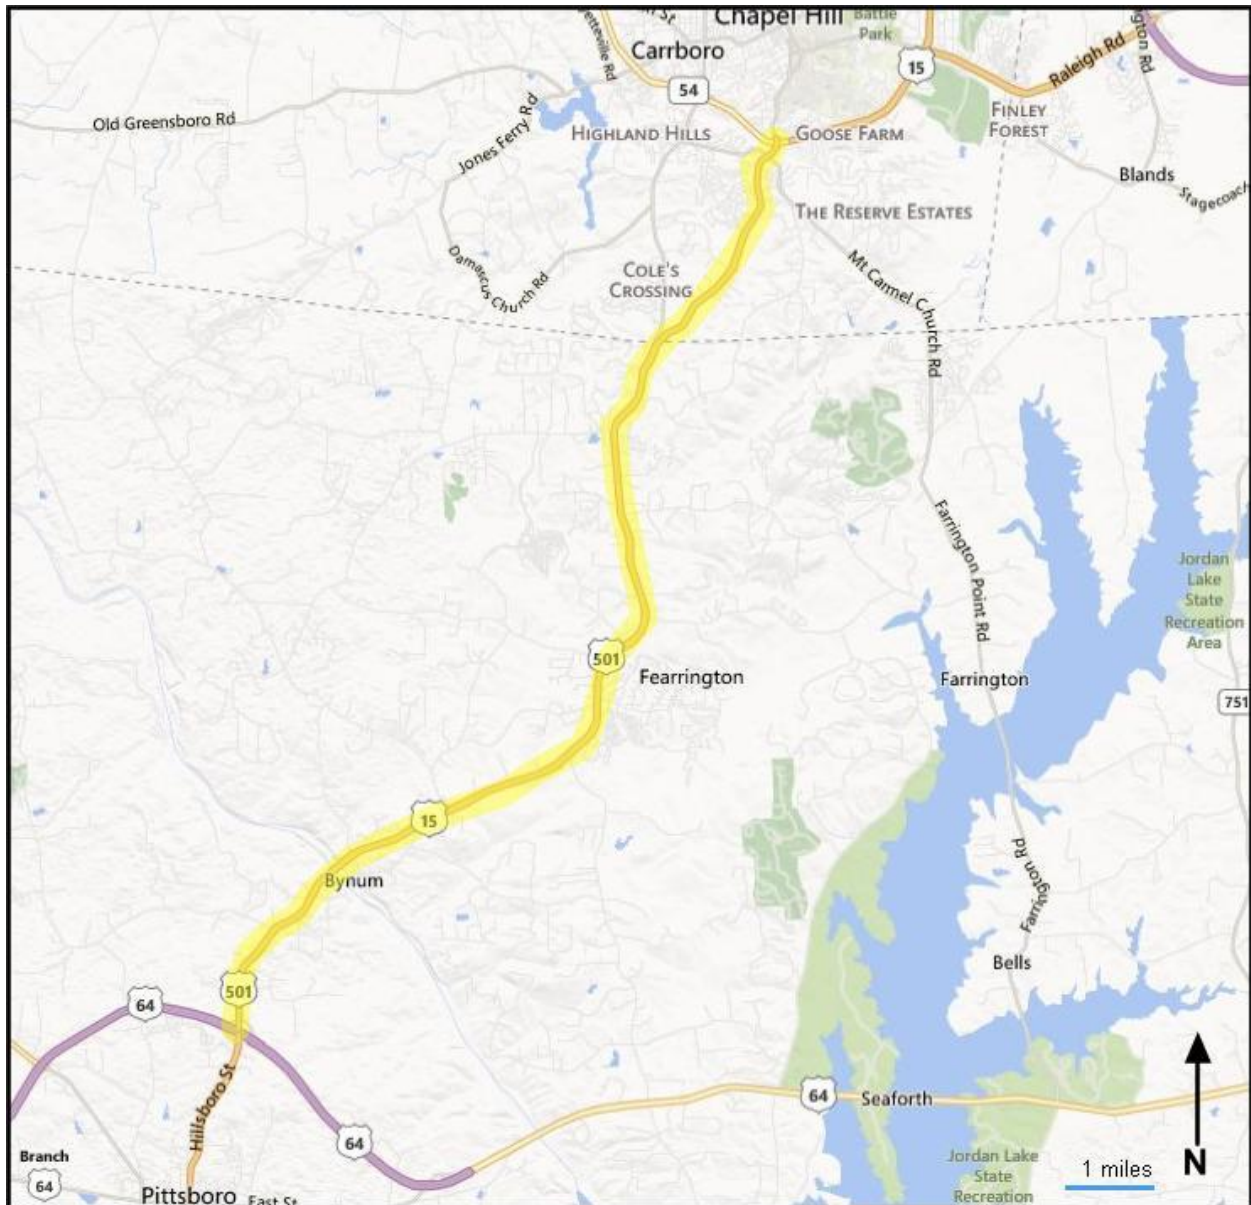 Chapel Hill
Battle
Park
Carrboro
15
Raleigh Rd
54
Old Greensboro Rd
Jones Ferry Rd
HIGHLAND HILLS
GOOSE FARM
FINLEY
FOREST
Blands
Stagecoach
THE RESERVE ESTATES
Damascus Church Rd
COLE'S
CROSSING
Mt Carmel Church Rd
Farrington Point Rd
Jordan
Lake
State
Recreation
Area
501
Fearrington
Farrington
751
15
Bynum
Farrington Rd
Bells
501
64
Hillsboro St
64
Seaforth
64
Branch
64
Pittsboro
East St
Jordan Lake
State
Recreation
1 miles
N